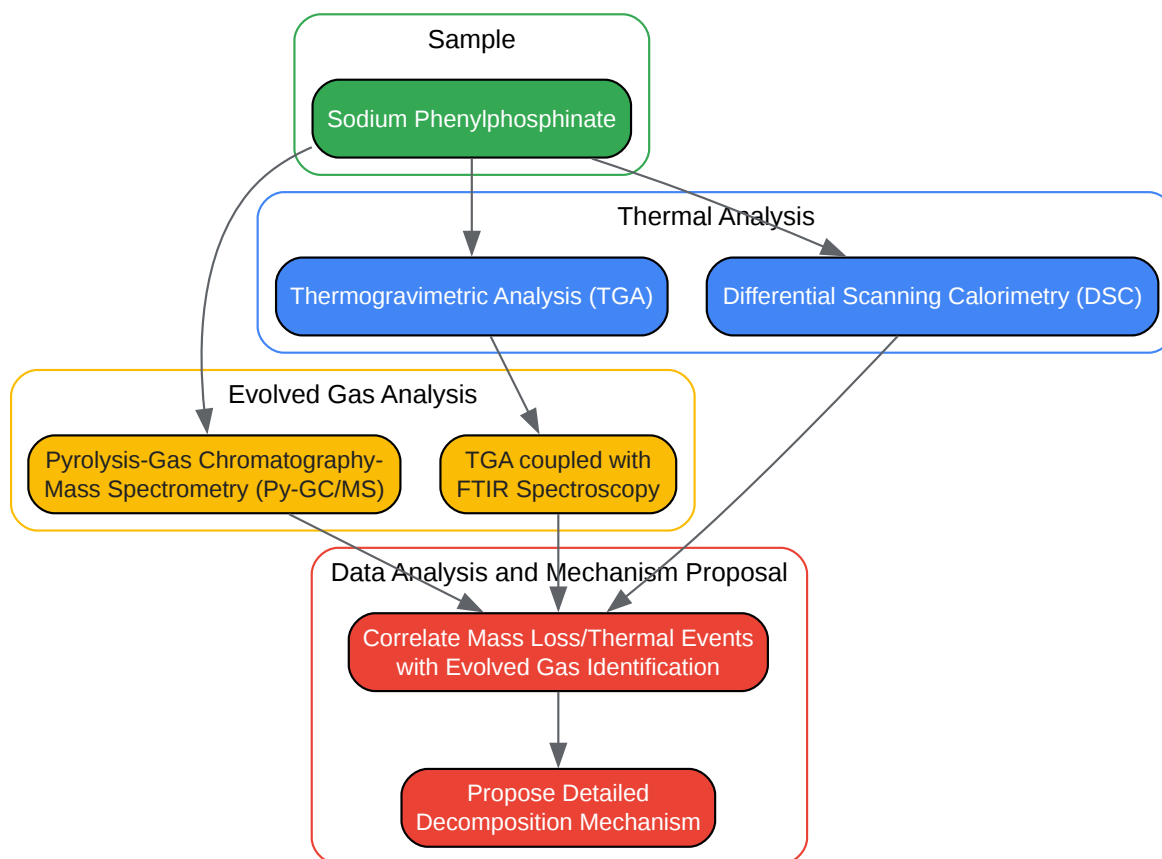 Sample
Sodium Phenylphosphinate
Thermal Analysis
Thermogravimetric Analysis (TGA)
Differential Scanning Calorimetry (DSC)
Evolved Gas Analysis
Pyrolysis-Gas Chromatography-
Mass Spectrometry (Py-GC/MS)
TGA coupled with
FTIR Spectroscopy
Data Analysis and Mechanism Proposal
Correlate Mass Loss/Thermal Events
with Evolved Gas Identification
Propose Detailed
Decomposition Mechanism